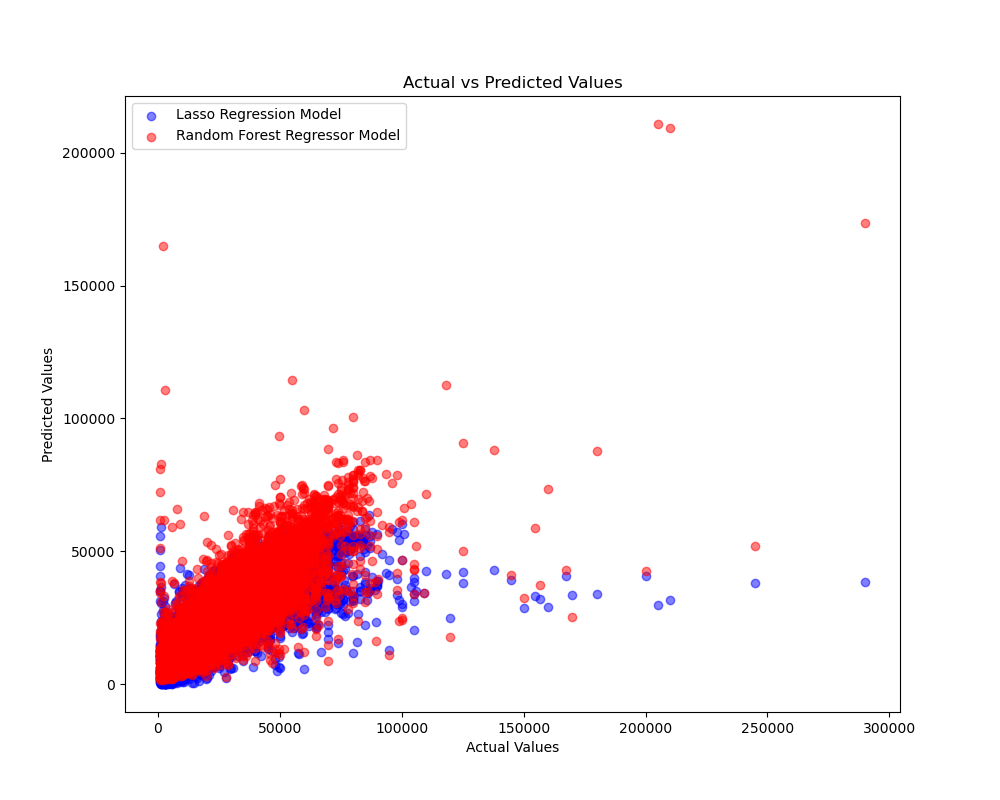 Actual vs Predicted Values
Lasso Regression Model
Random Forest Regressor Model
200000
150000
100000
50000
0
Predicted Values
0
50000
100000
150000
200000
250000
300000
Actual Values